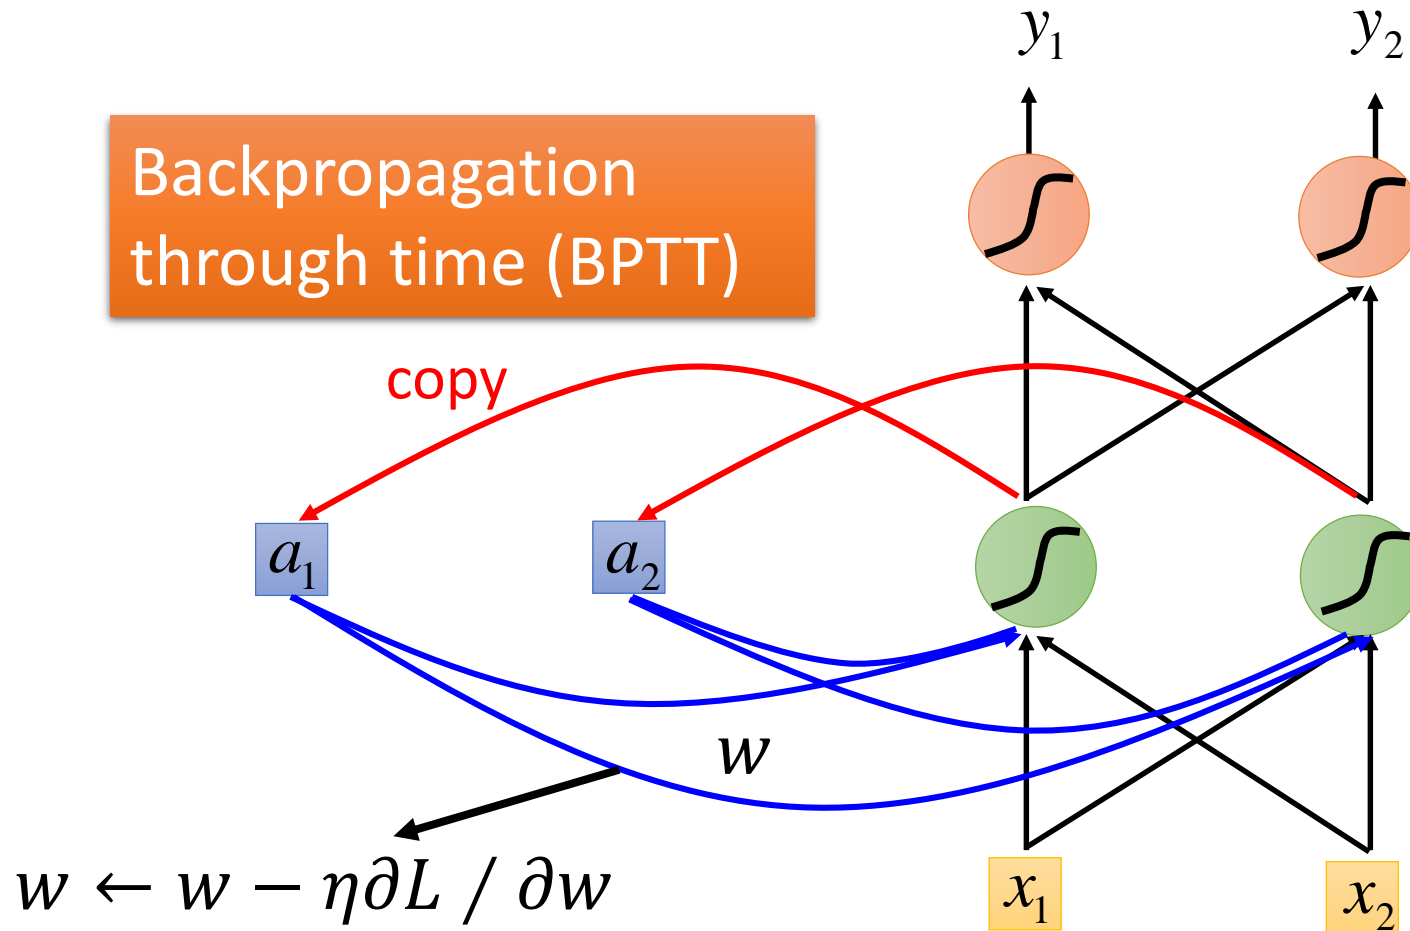 y₁ y₂
Backpropagation
through time (BPTT)
copy
a₁ a₂
w
w ← w − η∂L / ∂w
x₁ x₂